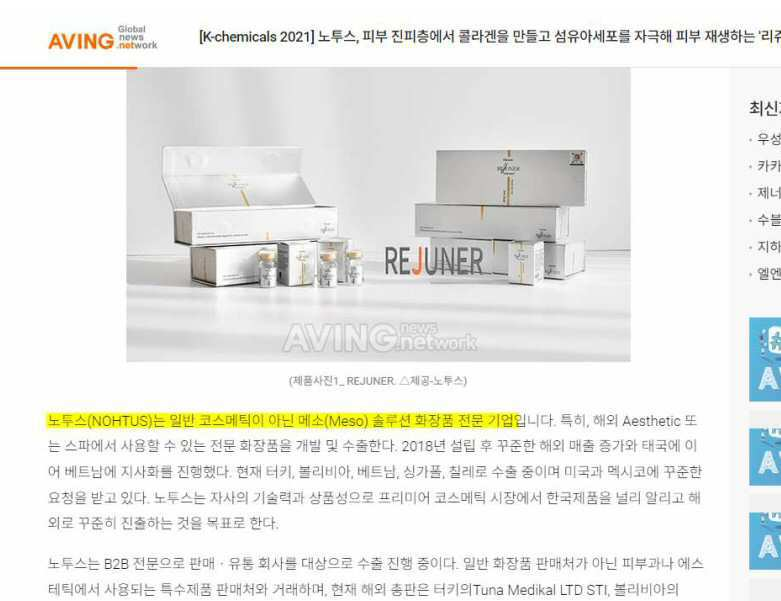 AVING Global news .network
[K-chemicals 2021] 노투스, 피부 진피층에서 콜라겐을 만들고 섬유아세포를 자극해 피부 재생하는 '리쥬
최신
우성
카카
제너
수블
지하
엘엔
REJUNER
AVING news .network
(제품사진1_ REJUNER. △제공-노투스)
노투스(NOHTUS)는 일반 코스메틱이 아닌 메소(Meso) 솔루션 화장품 전문 기업입니다. 특히, 해외 Aesthetic 또
는 스파에서 사용할 수 있는 전문 화장품을 개발 및 수출한다. 2018년 설립 후 꾸준한 해외 매출 증가와 태국에 이
어 베트남에 지사화를 진행했다. 현재 터키, 볼리비아, 베트남, 싱가폴, 칠레로 수출 중이며 미국과 멕시코에 꾸준한
요청을 받고 있다. 노투스는 자사의 기술력과 상품성으로 프리미어 코스메틱 시장에서 한국제품을 널리 알리고 해
외로 꾸준히 진출하는 것을 목표로 한다.
노투스는 B2B 전문으로 판매 · 유통 회사를 대상으로 수출 진행 중이다. 일반 화장품 판매처가 아닌 피부과나 에스
테틱에서 사용되는 특수제품 판매처와 거래하며, 현재 해외 총판은 터키의Tuna Medikal LTD STI, 볼리비아의